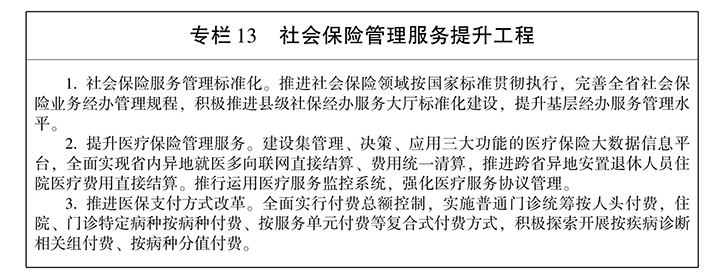 专栏 13　社会保险管理服务提升工程
1. 社会保险服务管理标准化。推进社会保险领域按国家标准贯彻执行，完善全省社会保
险业务经办管理规程，积极推进县级社保经办服务大厅标准化建设，提升基层经办服务管理水
平。
2. 提升医疗保险管理服务。建设集管理、决策、应用三大功能的医疗保险大数据信息平
台，全面实现省内异地就医多向联网直接结算、费用统一清算，推进跨省异地安置退休人员住
院医疗费用直接结算。推行运用医疗服务监控系统，强化医疗服务协议管理。
3. 推进医保支付方式改革。全面实行付费总额控制，实施普通门诊统筹按人头付费，住
院、门诊特定病种按病种付费、按服务单元付费等复合式付费方式，积极探索开展按疾病诊断
相关组付费、按病种分值付费。